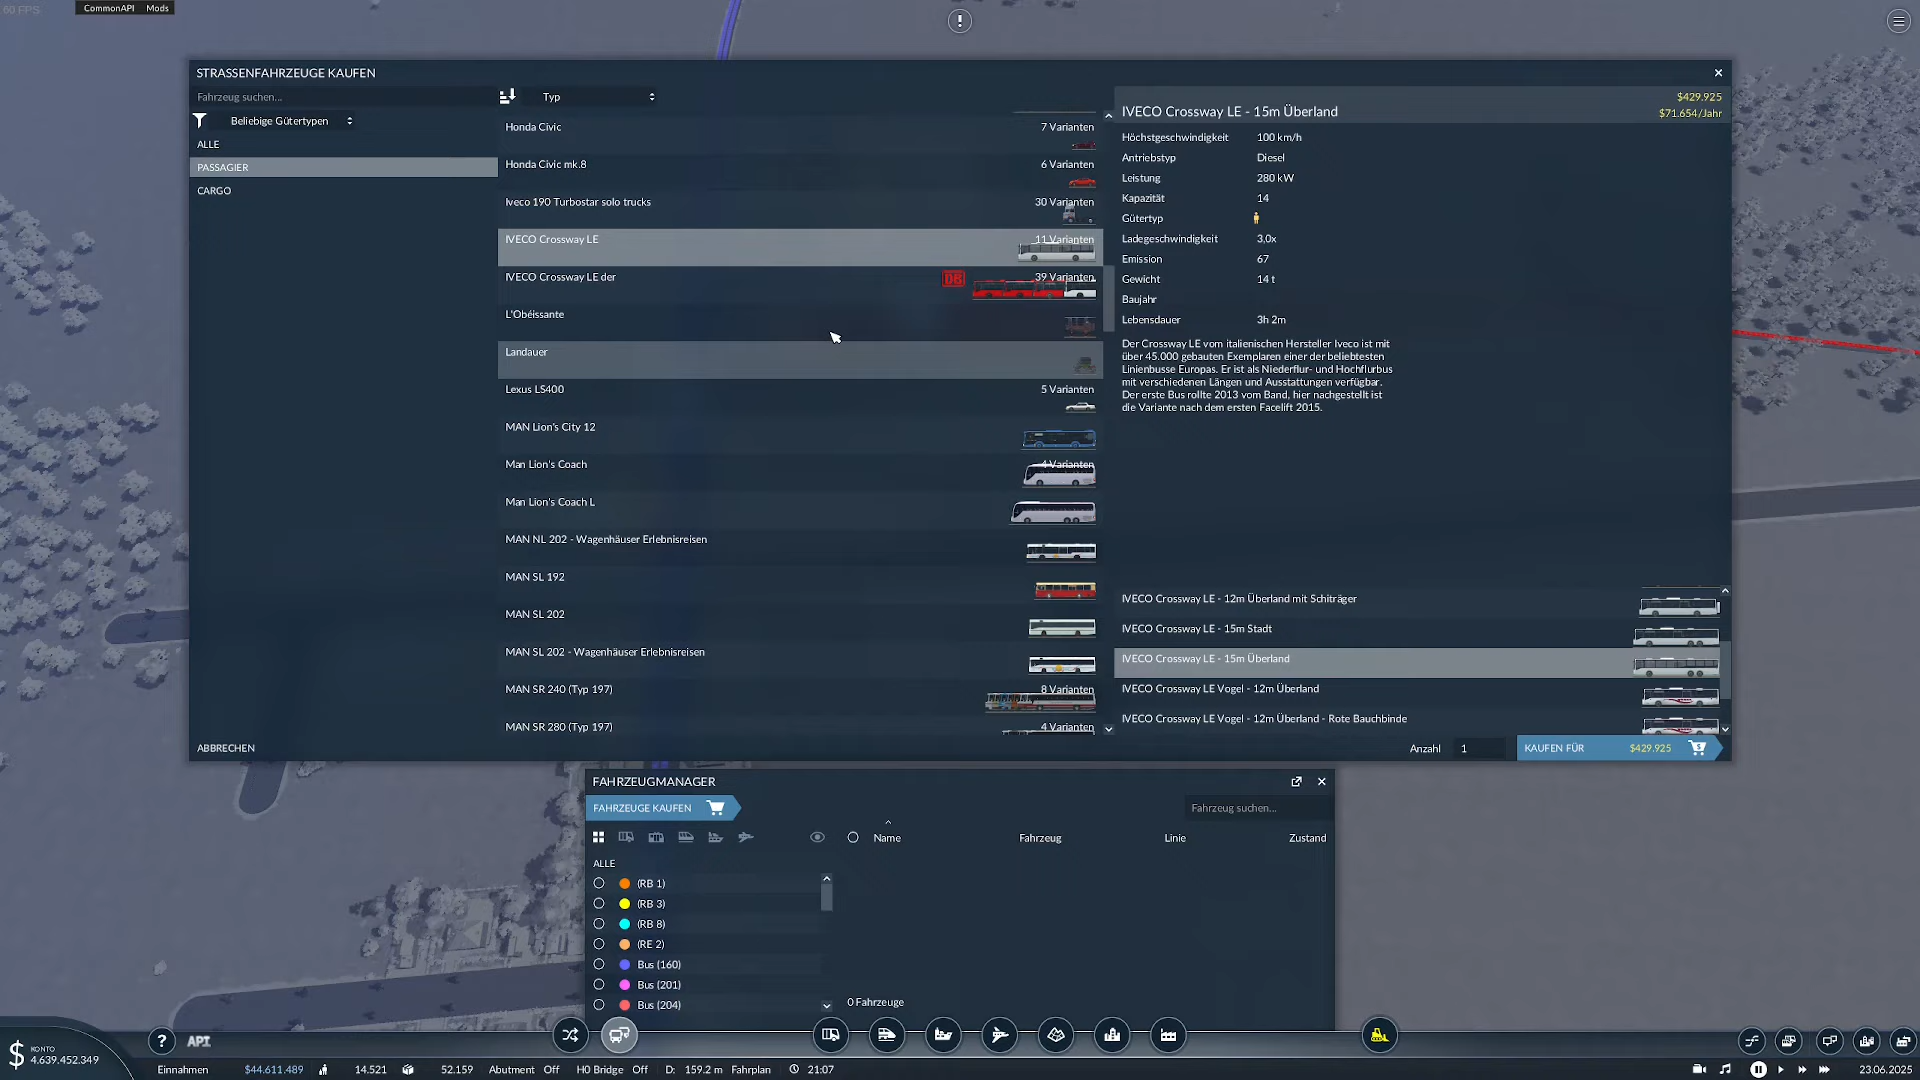 60 FPS
CommonAPI Mods
!
STRASSENFAHRZEUGE KAUFEN
Fahrzeug suchen...
Typ
Beliebige Gütertypen
ALLE
PASSAGIER
CARGO
Honda Civic 7 Varianten
Honda Civic mk.8 6 Varianten
Iveco 190 Turbostar solo trucks 30 Varianten
IVECO Crossway LE 11 Varianten
IVECO Crossway LE der DB 39 Varianten
L'Obéissante
Landauer
Lexus LS400 5 Varianten
MAN Lion's City 12
Man Lion's Coach 4 Varianten
Man Lion's Coach L
MAN NL 202 - Wagenhäuser Erlebnisreisen
MAN SL 192
MAN SL 202
MAN SL 202 - Wagenhäuser Erlebnisreisen
MAN SR 240 (Typ 197) 8 Varianten
MAN SR 280 (Typ 197) 4 Varianten
ABBRECHEN
$429.925
IVECO Crossway LE - 15m Überland
$71.654/Jahr
Höchstgeschwindigkeit 100 km/h
Antriebstyp Diesel
Leistung 280 kW
Kapazität 14
Gütertyp
Ladegeschwindigkeit 3,0x
Emission 67
Gewicht 14 t
Baujahr
Lebensdauer 3h 2m
Der Crossway LE vom italienischen Hersteller Iveco ist mit
über 45.000 gebauten Exemplaren einer der beliebtesten
Linienbusse Europas. Er ist als Niederflur- und Hochflurbus
mit verschiedenen Längen und Ausstattungen verfügbar.
Der erste Bus rollte 2013 vom Band, hier nachgestellt ist
die Variante nach dem ersten Facelift 2015.
IVECO Crossway LE - 12m Überland mit Schiträger
IVECO Crossway LE - 15m Stadt
IVECO Crossway LE - 15m Überland
IVECO Crossway LE Vogel - 12m Überland
IVECO Crossway LE Vogel - 12m Überland - Rote Bauchbinde
Anzahl 1 KAUFEN FÜR $429.925
FAHRZEUGMANAGER
FAHRZEUGE KAUFEN
Fahrzeug suchen...
Name Fahrzeug Linie Zustand
ALLE
(RB 1)
(RB 3)
(RB 8)
(RE 2)
Bus (160)
Bus (201)
Bus (204)
0 Fahrzeuge
$ KONTO
4.639.452.349
? API
Einnahmen $44.611.489 14.521 52.159 Abutment Off H0 Bridge Off D: 159.2 m Fahrplan 21:07
23.06.2025